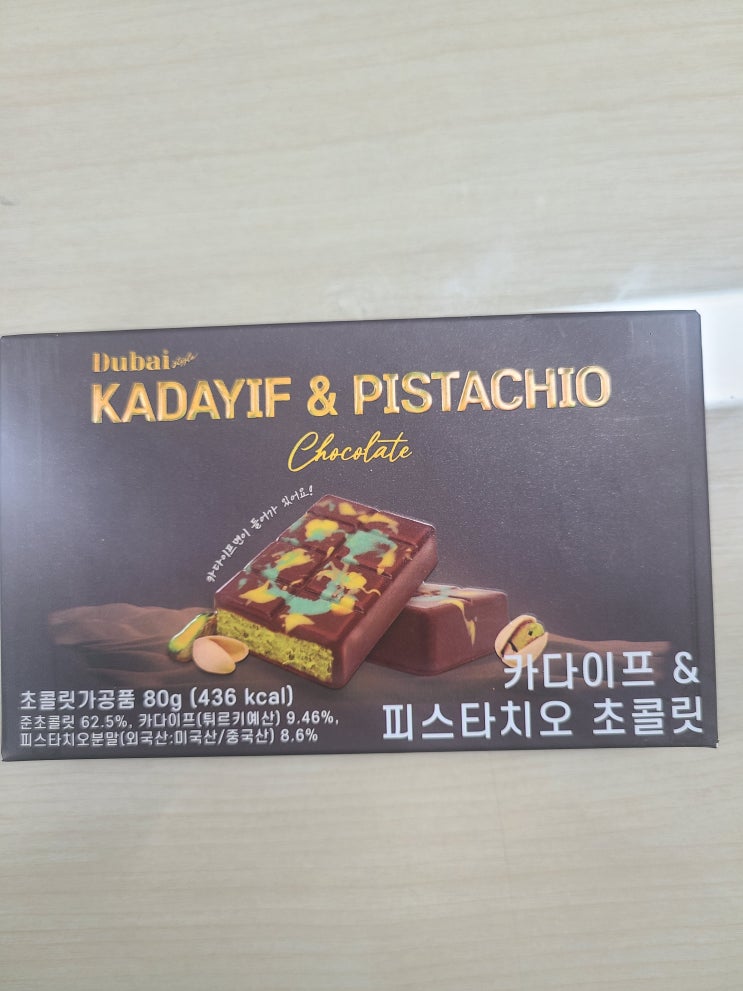 Dubai style
KADAYIF & PISTACHIO
Chocolate
카다이프면이 들어가 있어요!
카다이프 &
피스타치오 초콜릿
초콜릿가공품 80g (436 kcal)
준초콜릿 62.5%, 카다이프(튀르키예산) 9.46%,
피스타치오분말(외국산:미국산/중국산) 8.6%